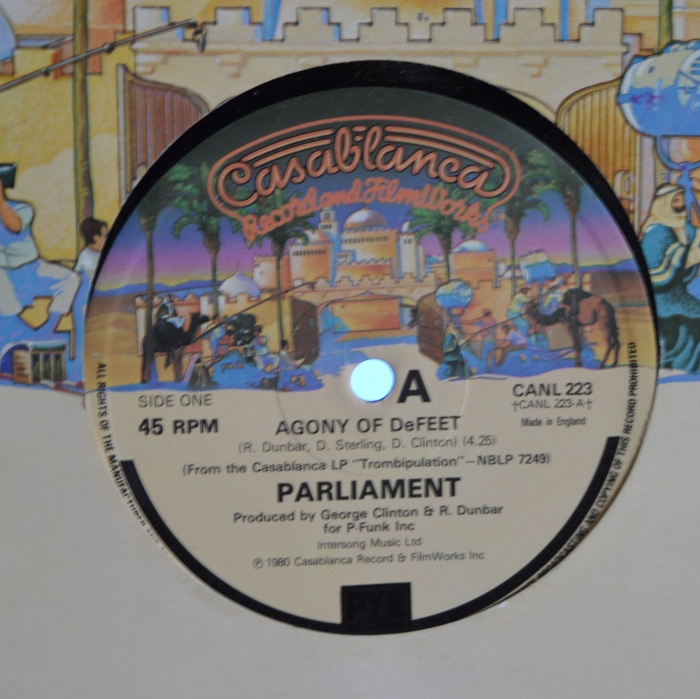 Casablanca
Record and FilmWorks
A
SIDE ONE
45 RPM
CANL 223
†CANL 223-A†
Made in England
AGONY OF DeFEET
(R. Dunbar, D. Sterling, D. Clinton) (4.25)
(From the Casablanca LP "Trombipulation"—NBLP 7249)
PARLIAMENT
Produced by George Clinton & R. Dunbar
for P-Funk Inc
Intersong Music Ltd
℗ 1980 Casablanca Record & FilmWorks Inc
PYE
ALL RIGHTS OF THE MANUFACTURER AND
AND COPYING OF THIS RECORD PROHIBITED